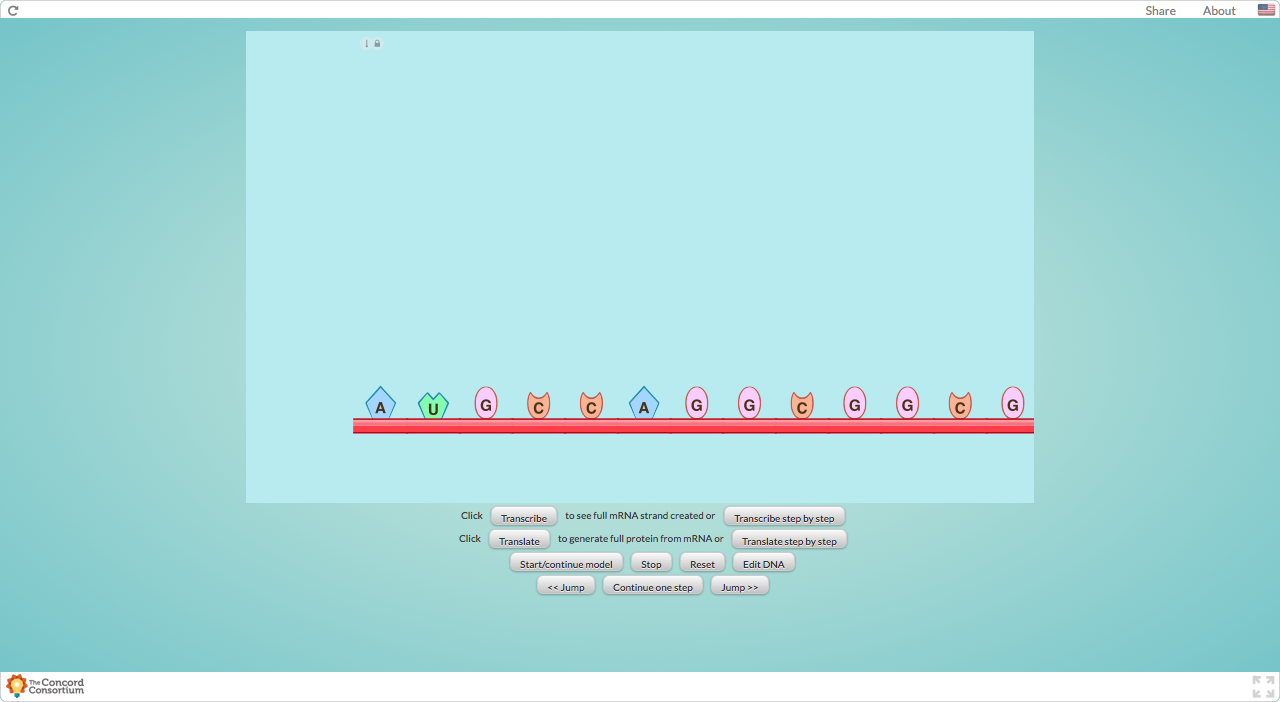 Share About
A U G C C A G G C G G C G
Click Transcribe to see full mRNA strand created or Transcribe step by step
Click Translate to generate full protein from mRNA or Translate step by step
Start/continue model Stop Reset Edit DNA
<< Jump Continue one step Jump >>
The Concord
Consortium